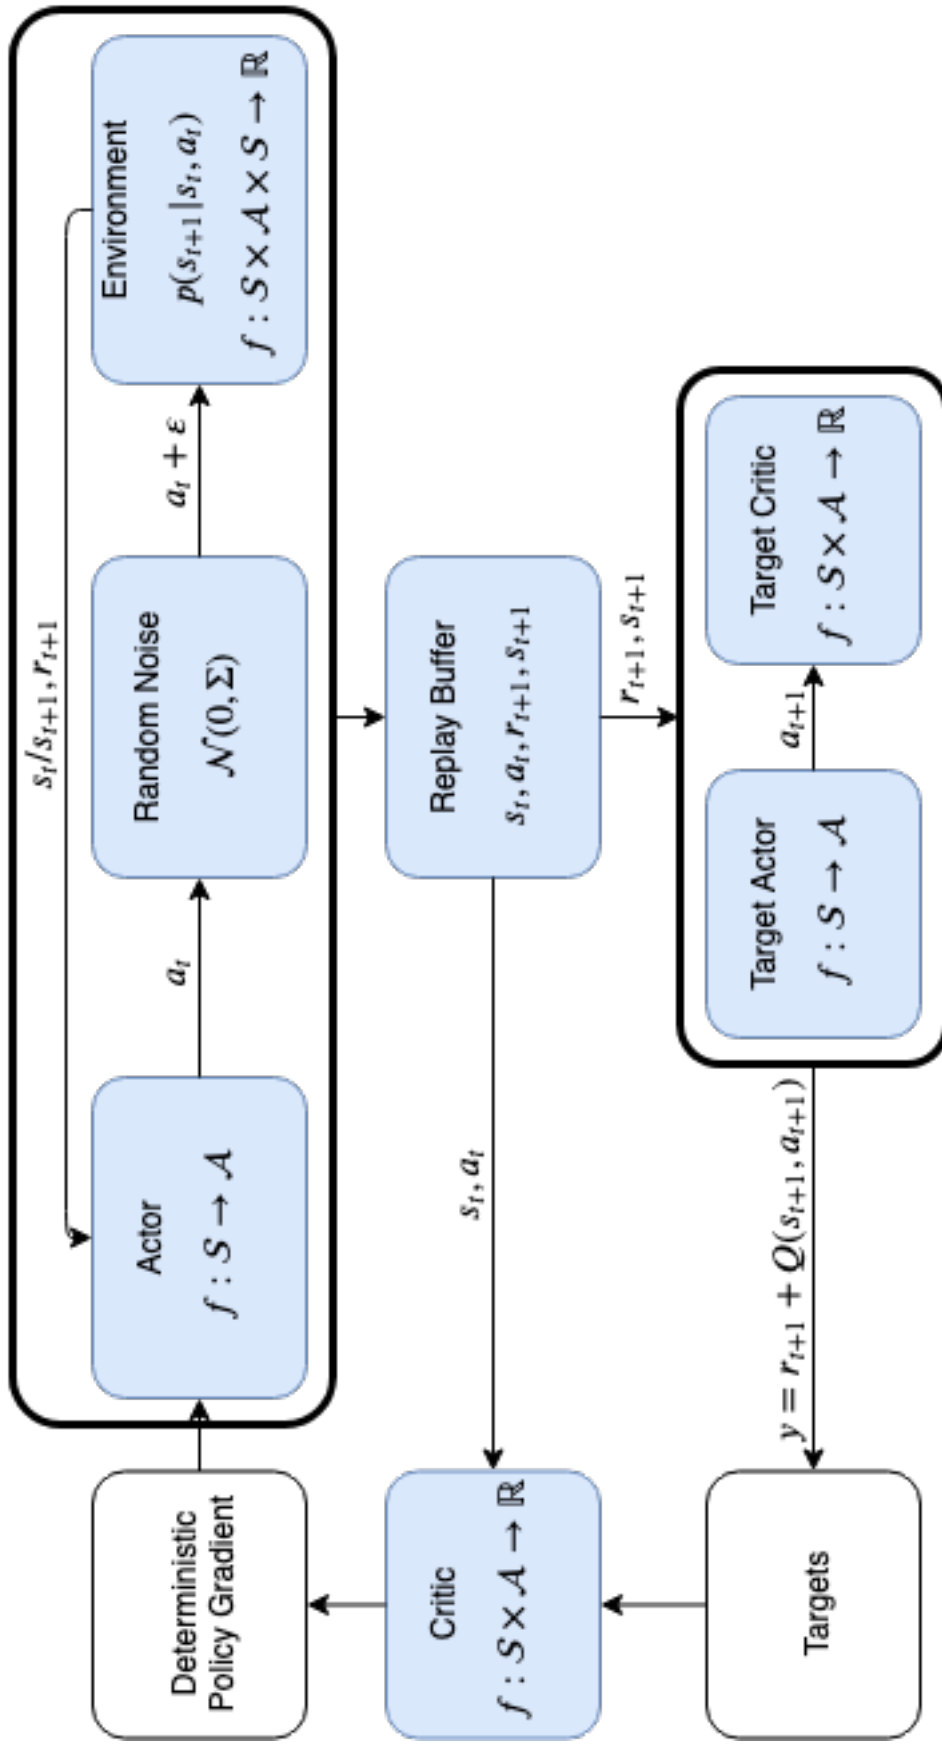 s_t/s_{t+1}, r_{t+1}
Deterministic
Policy Gradient
Actor
f : 𝒮 → 𝒜
a_t
Random Noise
𝒩(0, Σ)
a_t + ε
Environment
p(s_{t+1}|s_t, a_t)
f : 𝒮 × 𝒜 × 𝒮 → ℝ
Critic
f : 𝒮 × 𝒜 → ℝ
s_t, a_t
Replay Buffer
s_t, a_t, r_{t+1}, s_{t+1}
r_{t+1}, s_{t+1}
Targets
y = r_{t+1} + Q(s_{t+1}, a_{t+1})
Target Actor
f : 𝒮 → 𝒜
a_{t+1}
Target Critic
f : 𝒮 × 𝒜 → ℝ